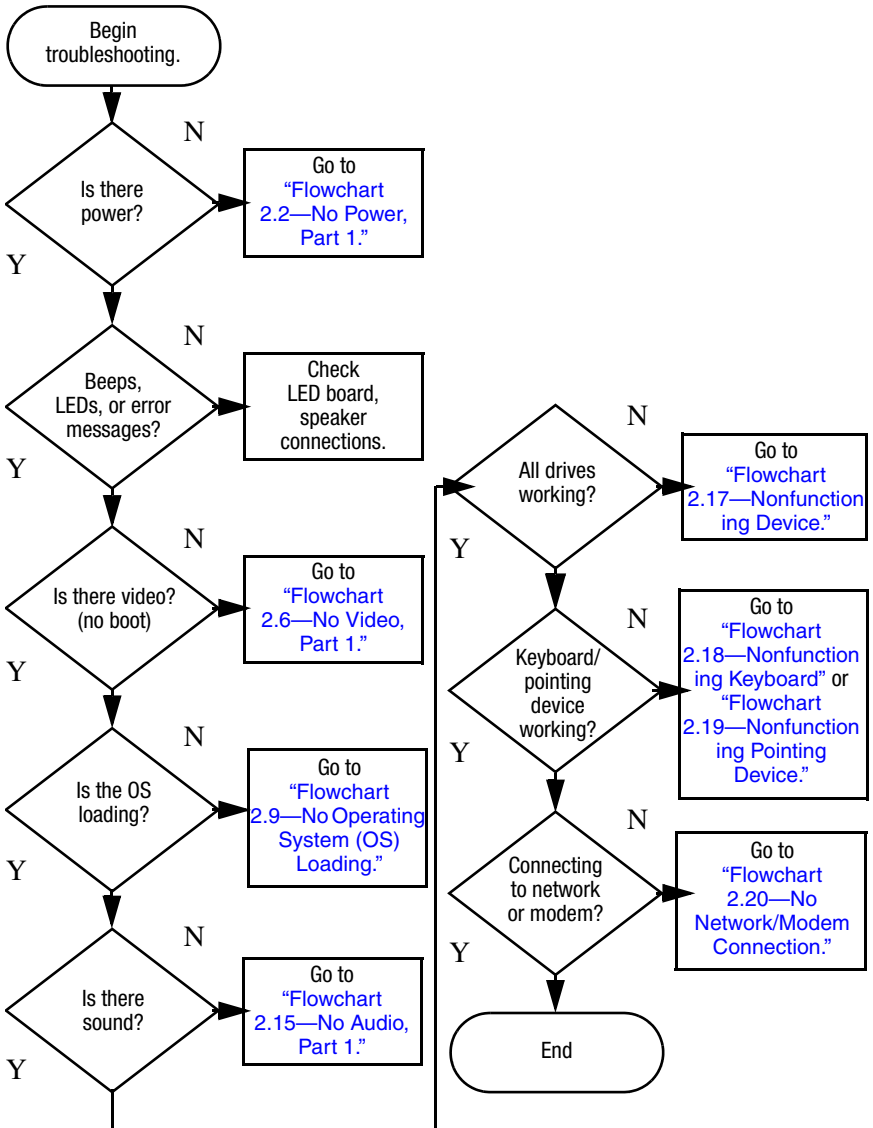 Begin
troubleshooting.
N
Is there
power?
Go to
“Flowchart
2.2—No Power,
Part 1.”
Y
N
Beeps,
LEDs, or error
messages?
Check
LED board,
speaker
connections.
Y
N
Is there video?
(no boot)
Go to
“Flowchart
2.6—No Video,
Part 1.”
Y
N
Is the OS
loading?
Go to
“Flowchart
2.9—No Operating
System (OS)
Loading.”
Y
N
Is there
sound?
Go to
“Flowchart
2.15—No Audio,
Part 1.”
Y
N
All drives
working?
Go to
“Flowchart
2.17—Nonfunction
ing Device.”
Y
N
Keyboard/
pointing
device
working?
Go to
“Flowchart
2.18—Nonfunction
ing Keyboard” or
“Flowchart
2.19—Nonfunction
ing Pointing
Device.”
Y
N
Connecting
to network
or modem?
Go to
“Flowchart
2.20—No
Network/Modem
Connection.”
Y
End